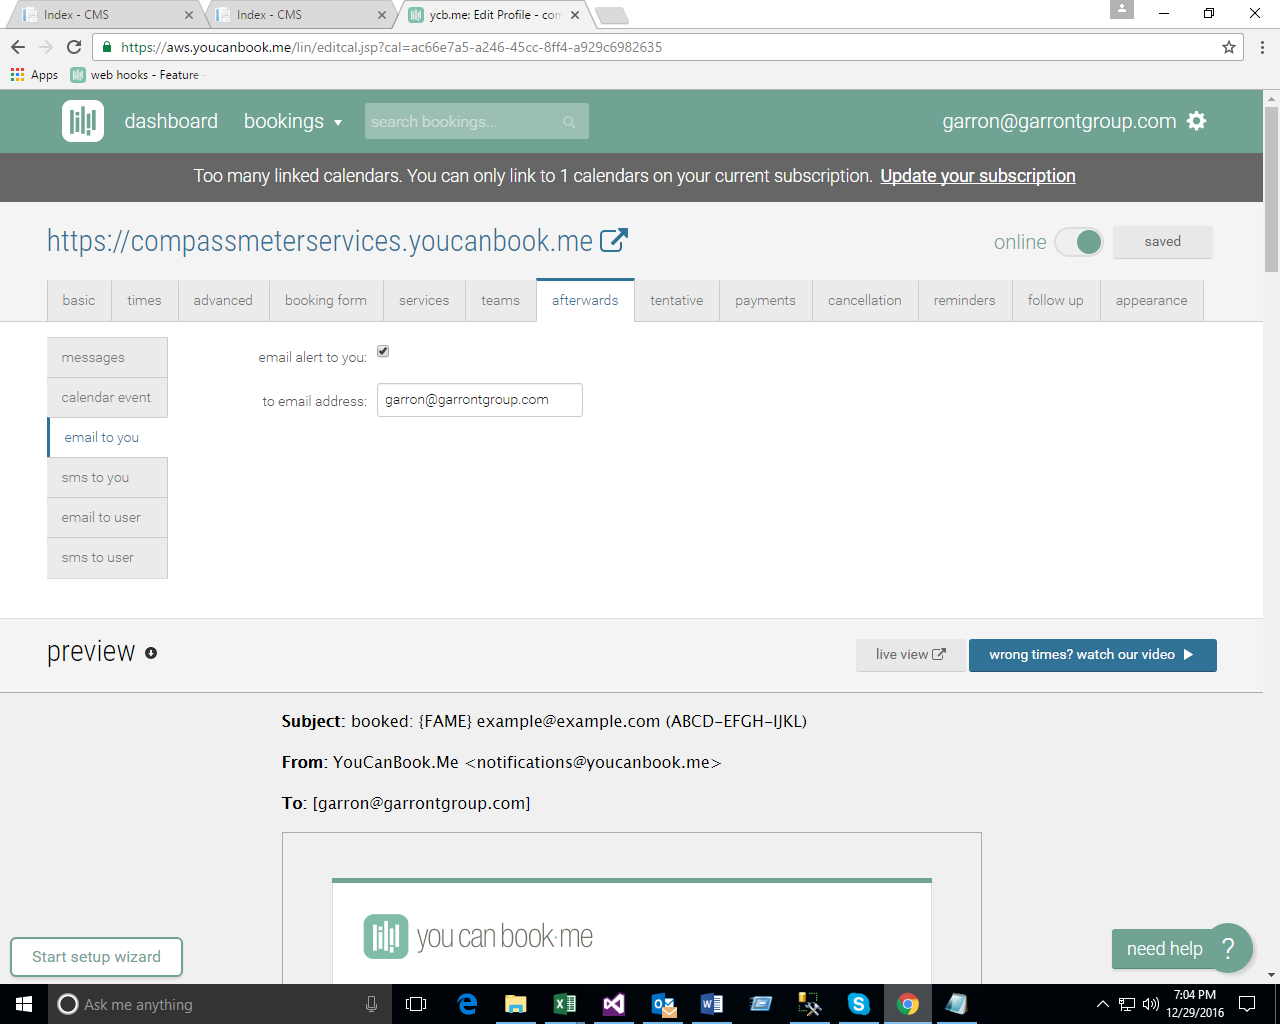 Index - CMS
Index - CMS
ycb.me: Edit Profile - com
https://aws.youcanbook.me/lin/editcal.jsp?cal=ac66e7a5-a246-45cc-8ff4-a929c6982635
Apps web hooks - Feature
dashboard bookings search bookings... garron@garrontgroup.com
Too many linked calendars. You can only link to 1 calendars on your current subscription. Update your subscription
https://compassmeterservices.youcanbook.me online saved
basic times advanced booking form services teams afterwards tentative payments cancellation reminders follow up appearance
messages
calendar event
email to you
sms to you
email to user
sms to user
email alert to you:
to email address: garron@garrontgroup.com
preview live view wrong times? watch our video
Subject: booked: {FAME} example@example.com (ABCD-EFGH-IJKL)
From: YouCanBook.Me <notifications@youcanbook.me>
To: [garron@garrontgroup.com]
you can book·me
Start setup wizard
need help ?
Ask me anything
7:04 PM
12/29/2016